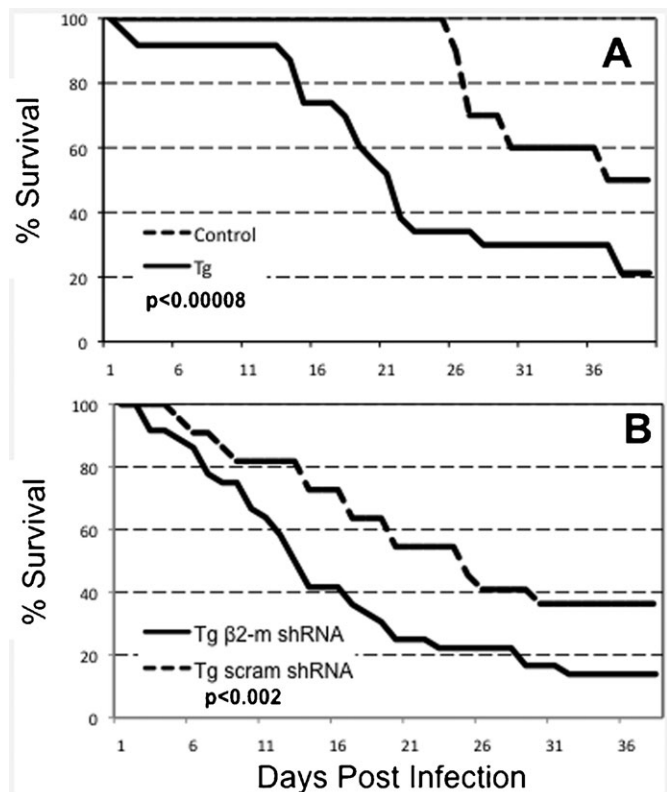 A
% Survival
100
80
60
40
20
0
Control
Tg
p<0.00008
1 6 11 16 21 26 31 36
B
% Survival
100
80
60
40
20
0
Tg β2-m shRNA
Tg scram shRNA
p<0.002
1 6 11 16 21 26 31 36
Days Post Infection